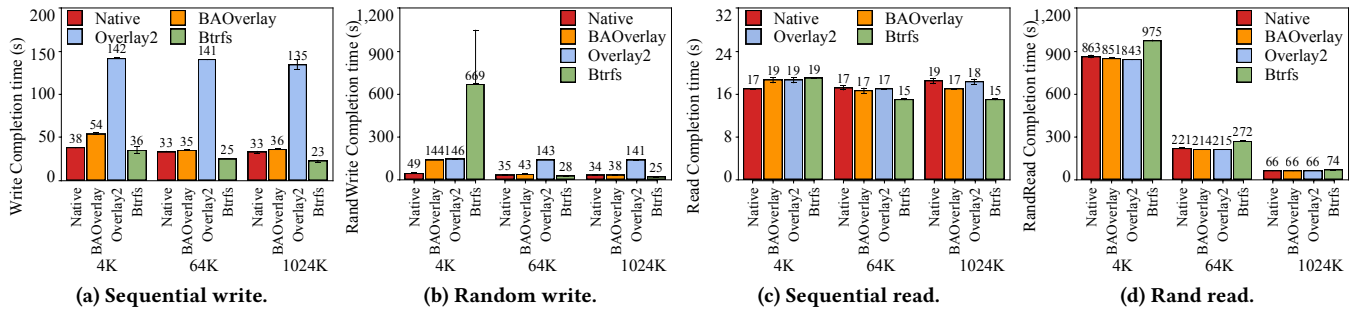 Write Completion time (s)
200
150
100
50
0
Native
BAOverlay
Overlay2
Btrfs
38
54
142
36
33
35
141
25
33
36
135
23
Native
BAOverlay
Overlay2
Btrfs
Native
BAOverlay
Overlay2
Btrfs
Native
BAOverlay
Overlay2
Btrfs
4K
64K
1024K
(a) Sequential write.
RandWrite Completion time (s)
1,200
900
600
300
0
Native
BAOverlay
Overlay2
Btrfs
49
144
146
669
35
43
143
28
34
38
141
25
Native
BAOverlay
Overlay2
Btrfs
Native
BAOverlay
Overlay2
Btrfs
Native
BAOverlay
Overlay2
Btrfs
4K
64K
1024K
(b) Random write.
Read Completion time (s)
32
24
16
8
0
Native
BAOverlay
Overlay2
Btrfs
17
19
19
19
17
17
17
15
19
17
18
15
Native
BAOverlay
Overlay2
Btrfs
Native
BAOverlay
Overlay2
Btrfs
Native
BAOverlay
Overlay2
Btrfs
4K
64K
1024K
(c) Sequential read.
RandRead Completion time (s)
1,200
900
600
300
0
Native
BAOverlay
Overlay2
Btrfs
863
851
843
975
221
214
215
272
66
66
66
74
Native
BAOverlay
Overlay2
Btrfs
Native
BAOverlay
Overlay2
Btrfs
Native
BAOverlay
Overlay2
Btrfs
4K
64K
1024K
(d) Rand read.